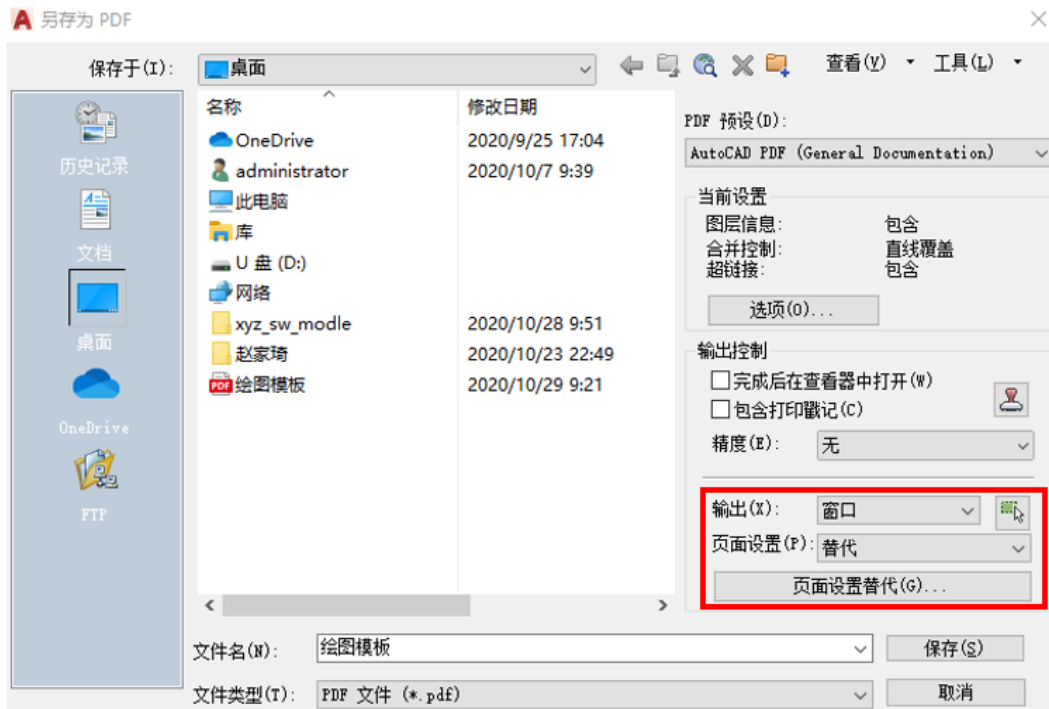 另存为 PDF
保存于(I):
桌面
查看(V)
工具(L)
历史记录
文档
桌面
OneDrive
FTP
名称
修改日期
OneDrive
2020/9/25 17:04
administrator
2020/10/7 9:39
此电脑
库
U 盘 (D:)
网络
xyz_sw_modle
2020/10/28 9:51
赵家琦
2020/10/23 22:49
PDF
绘图模板
2020/10/29 9:21
PDF 预设(D):
AutoCAD PDF (General Documentation)
当前设置
图层信息:
包含
合并控制:
直线覆盖
超链接:
包含
选项(O)...
输出控制
完成后在查看器中打开(W)
包含打印戳记(C)
精度(E):
无
输出(X):
窗口
页面设置(P):
替代
页面设置替代(G)...
文件名(N):
绘图模板
保存(S)
文件类型(T):
PDF 文件 (*.pdf)
取消